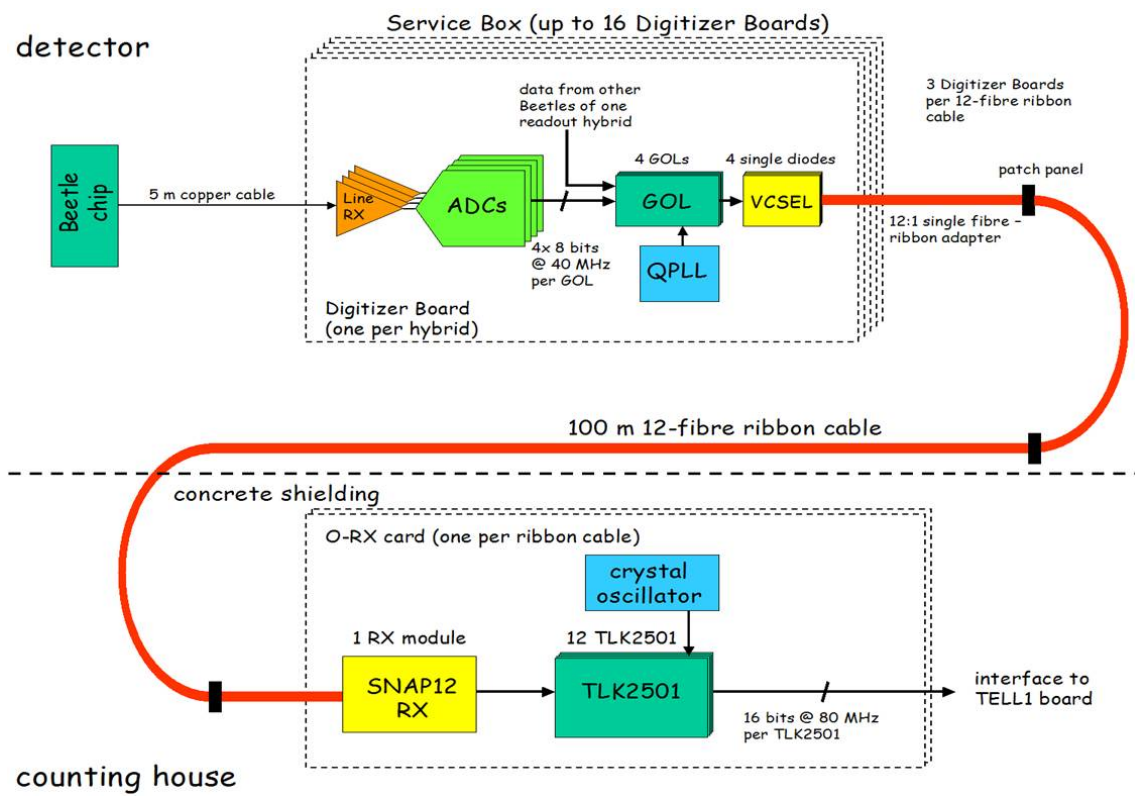 Service Box (up to 16 Digitizer Boards)
detector
data from other
Beetles of one
readout hybrid
3 Digitizer Boards
per 12-fibre ribbon
cable
Beetle
chip
5 m copper cable
Line
RX
ADCs
4 GOLs
GOL
4 single diodes
VCSEL
patch panel
12:1 single fibre –
ribbon adapter
4x 8 bits
@ 40 MHz
per GOL
QPLL
Digitizer Board
(one per hybrid)
100 m 12-fibre ribbon cable
concrete shielding
O-RX card (one per ribbon cable)
crystal
oscillator
1 RX module
SNAP12
RX
12 TLK2501
TLK2501
16 bits @ 80 MHz
per TLK2501
interface to
TELL1 board
counting house